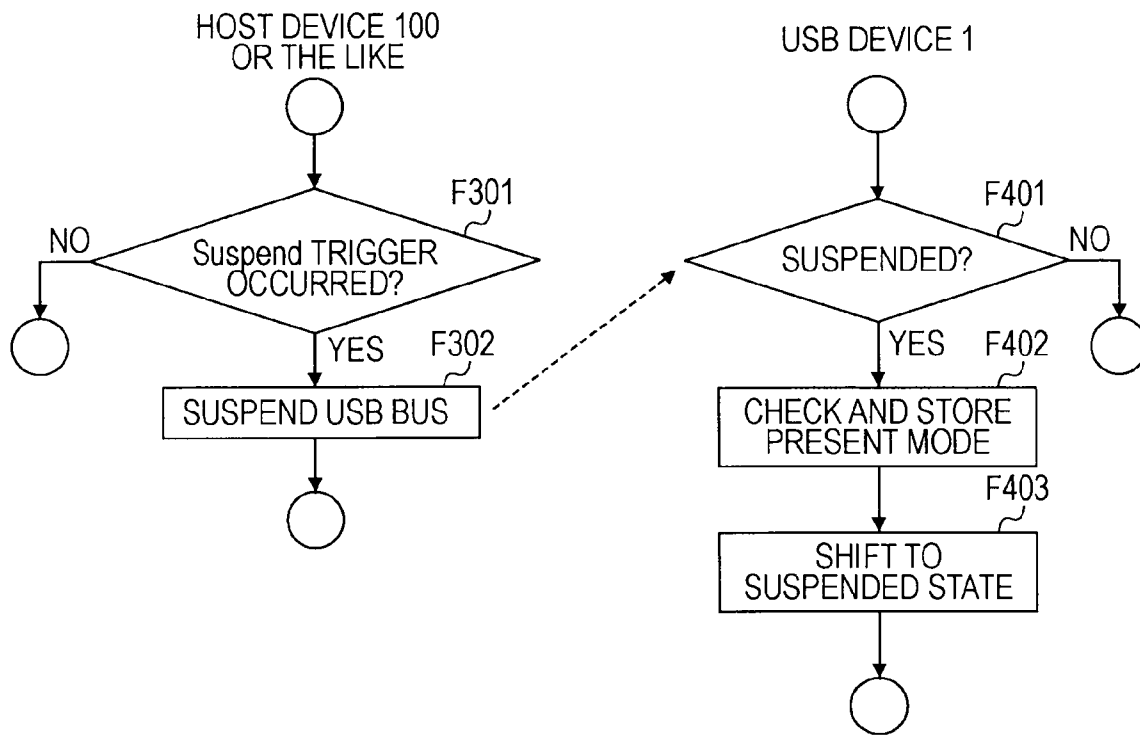 HOST DEVICE 100
OR THE LIKE
F301
NO
Suspend TRIGGER
OCCURRED?
YES
F302
SUSPEND USB BUS
USB DEVICE 1
F401
SUSPENDED?
NO
YES
F402
CHECK AND STORE
PRESENT MODE
F403
SHIFT TO
SUSPENDED STATE